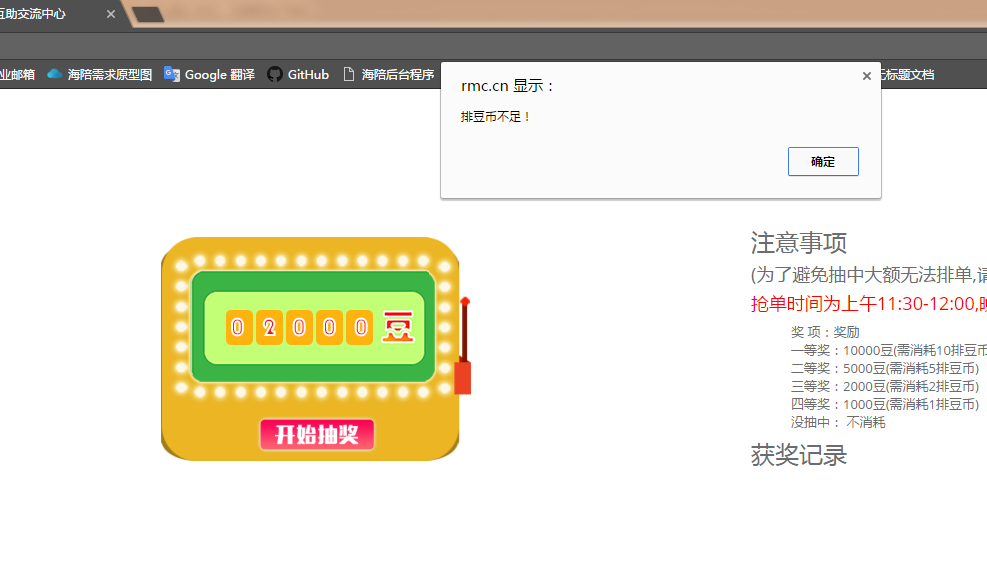 互助交流中心
业邮箱 海陪需求原型图 Google 翻译 GitHub 海陪后台程序 无标题文档
rmc.cn 显示：
排豆币不足！
确定
0 2 0 0 0 豆
开始抽奖
注意事项
(为了避免抽中大额无法排单,请
抢单时间为上午11:30-12:00,晚
奖 项：奖励
一等奖：10000豆(需消耗10排豆币
二等奖：5000豆(需消耗5排豆币)
三等奖：2000豆(需消耗2排豆币)
四等奖：1000豆(需消耗1排豆币)
没抽中： 不消耗
获奖记录